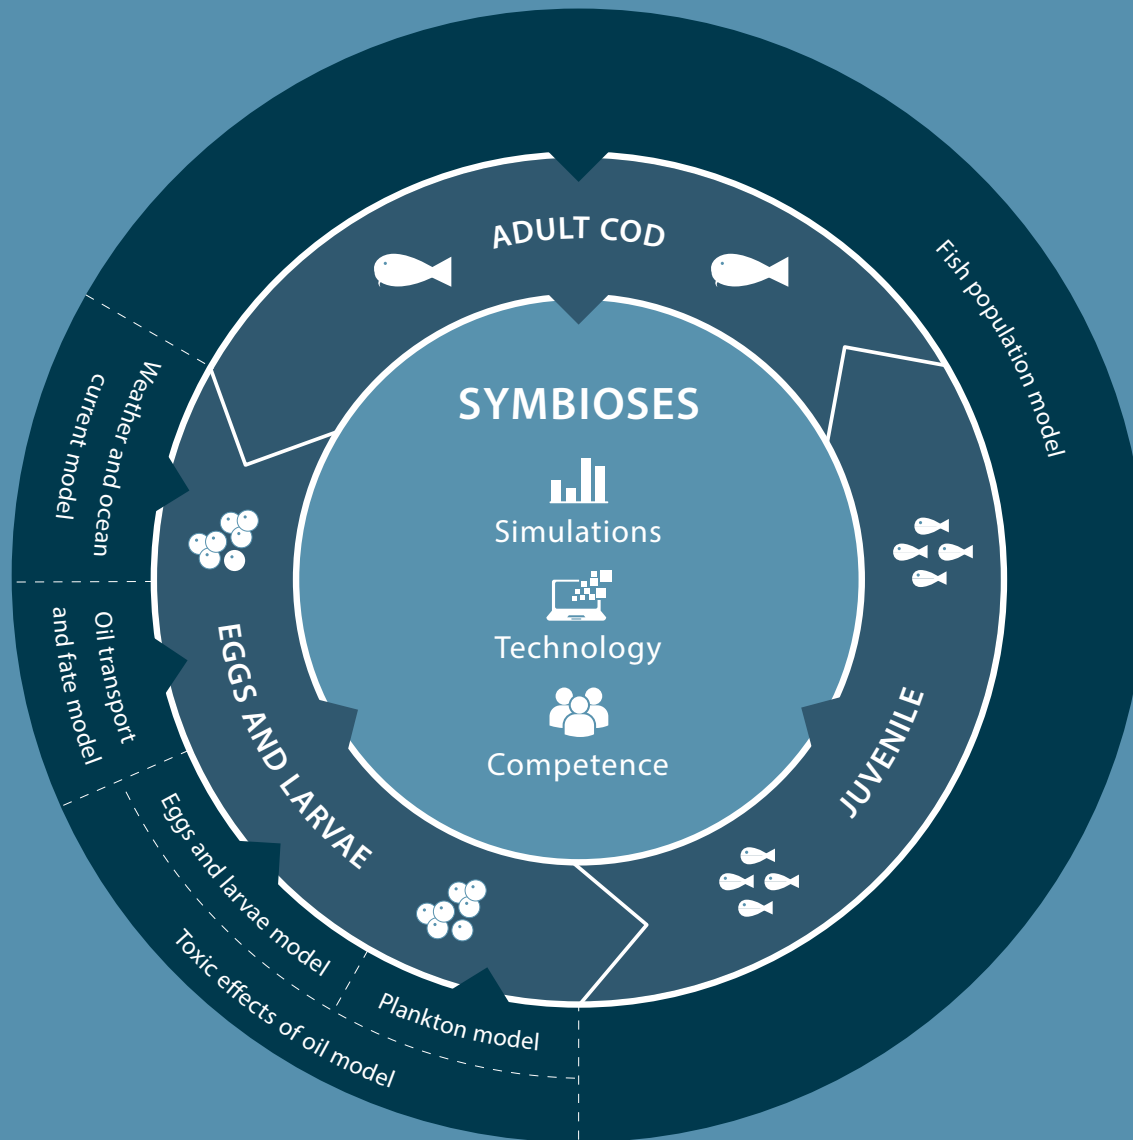 ADULT COD
Fish population model
Weather and ocean
current model
SYMBIOSES
Simulations
Technology
Competence
Oil transport
and fate model
EGGS AND LARVAE
JUVENILE
Eggs and larvae model
Plankton model
Toxic effects of oil model